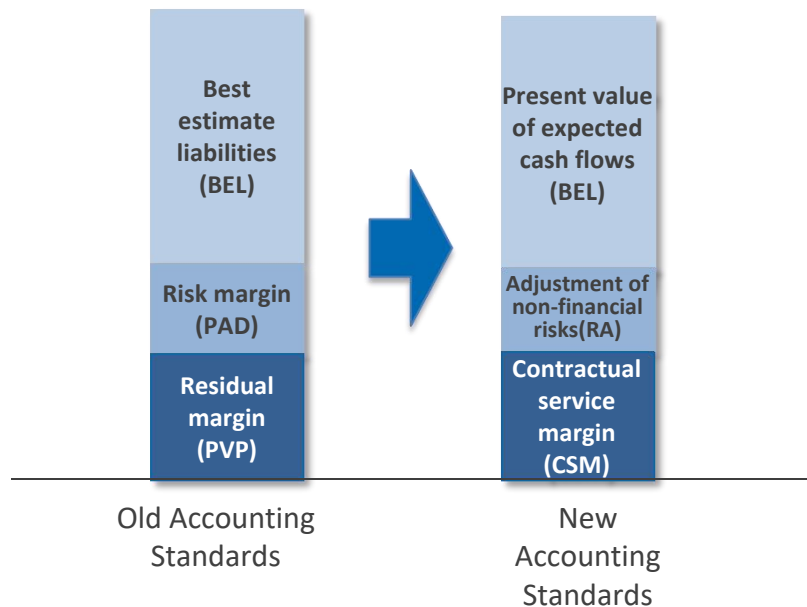 Best
estimate
liabilities
(BEL)
Risk margin
(PAD)
Residual
margin
(PVP)
Old Accounting
Standards
Present value
of expected
cash flows
(BEL)
Adjustment of
non-financial
risks(RA)
Contractual
service
margin
(CSM)
New
Accounting
Standards